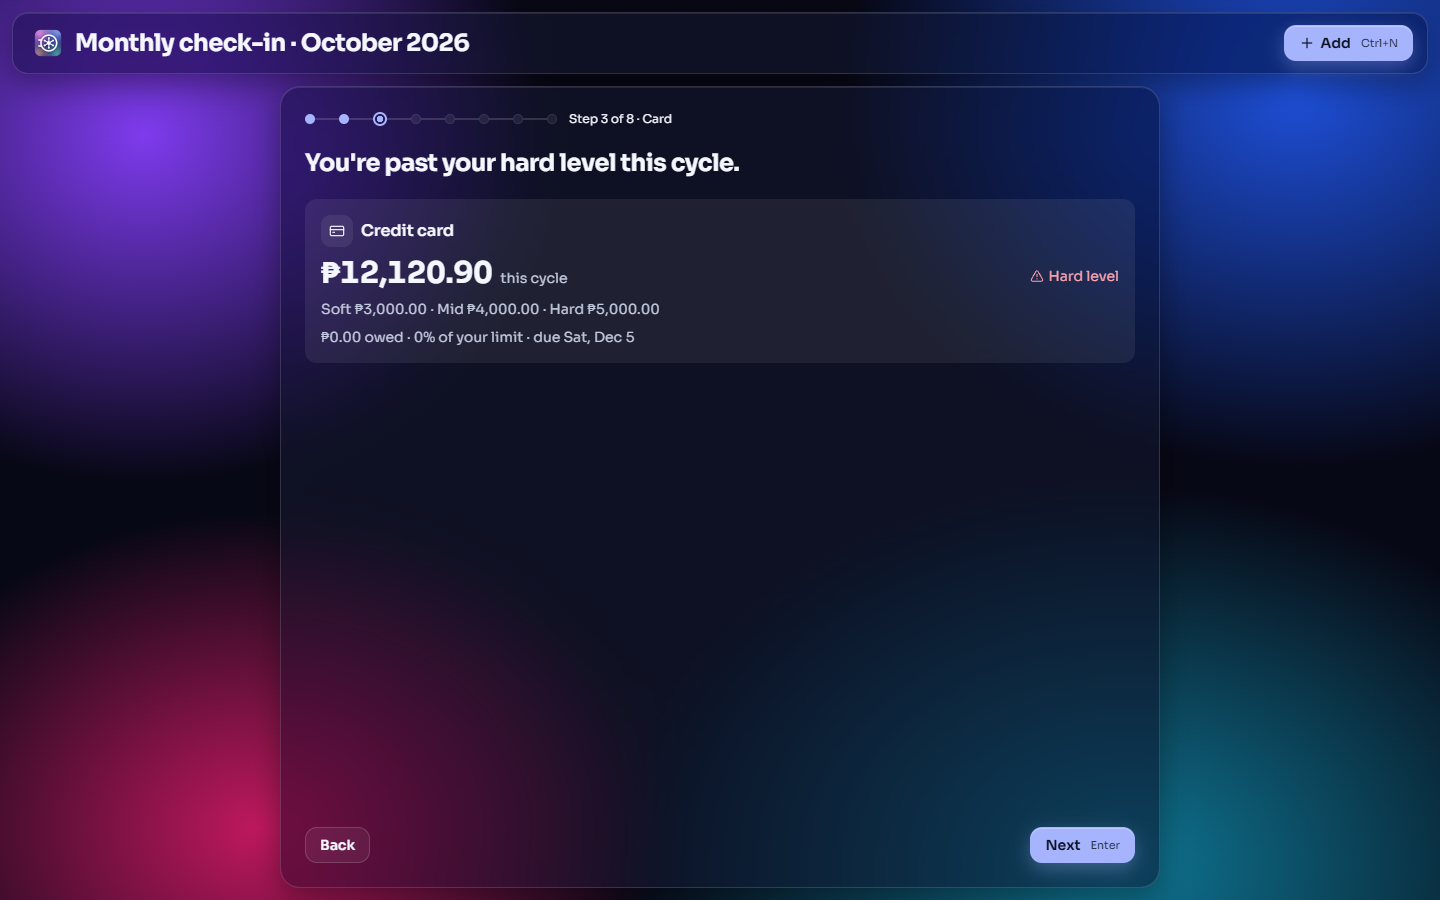 Monthly check-in · October 2026
Add Ctrl+N
Step 3 of 8 · Card
You're past your hard level this cycle.
Credit card
₱12,120.90 this cycle
Hard level
Soft ₱3,000.00 · Mid ₱4,000.00 · Hard ₱5,000.00
₱0.00 owed · 0% of your limit · due Sat, Dec 5
Back
Next Enter